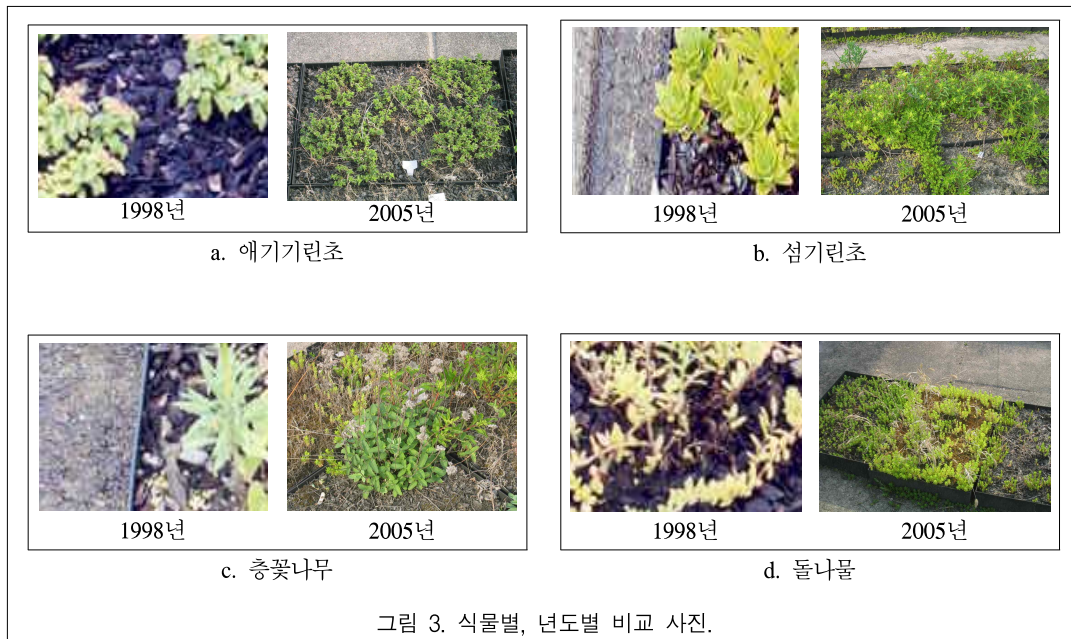 1998년 2005년
a. 애기기린초
1998년 2005년
b. 섬기린초
1998년 2005년
c. 층꽃나무
1998년 2005년
d. 돌나물
그림 3. 식물별, 년도별 비교 사진.